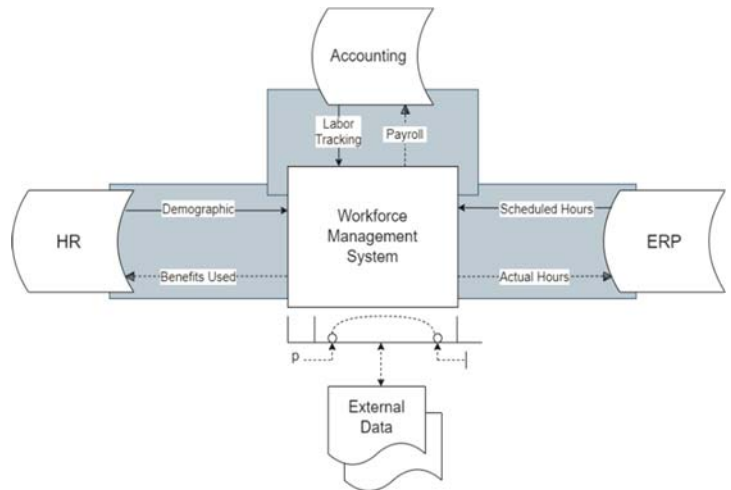 Accounting
Labor
Tracking
Payroll
HR
Demographic
Benefits Used
Workforce
Management
System
Scheduled Hours
Actual Hours
ERP
p
External
Data